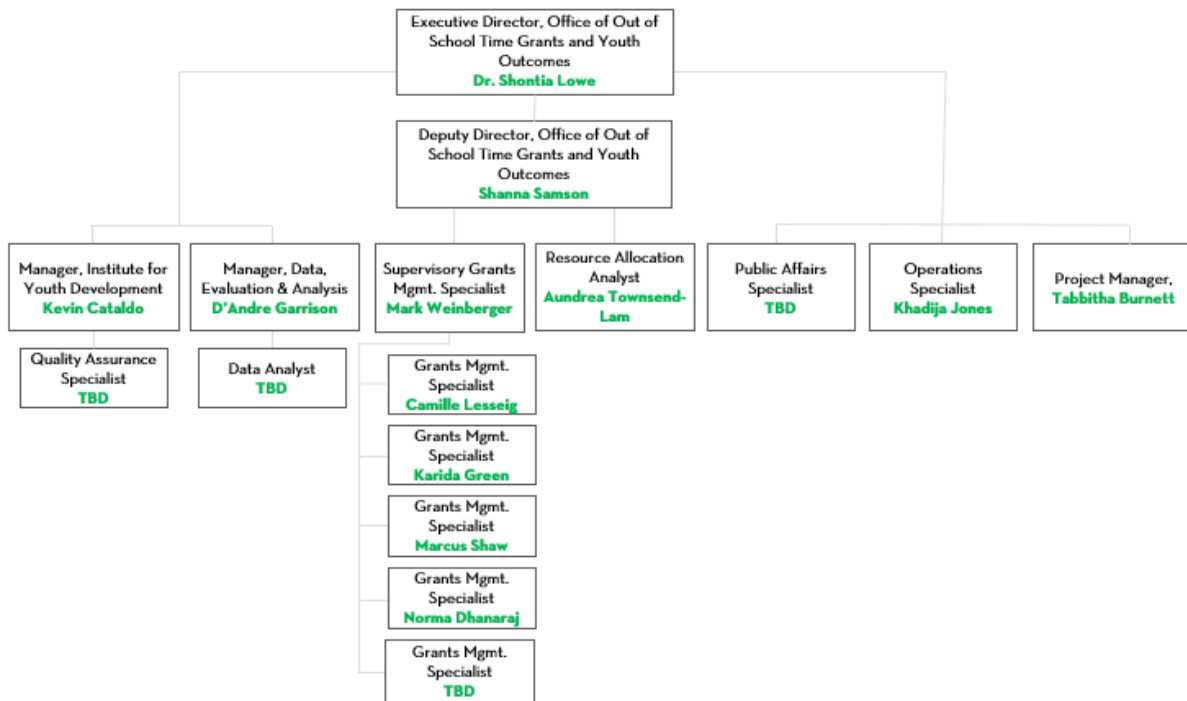 Executive Director, Office of Out of
School Time Grants and Youth
Outcomes
Dr. Shontia Lowe
Deputy Director, Office of Out of
School Time Grants and Youth
Outcomes
Shanna Samson
Manager, Institute for
Youth Development
Kevin Cataldo
Manager, Data,
Evaluation & Analysis
D'Andre Garrison
Supervisory Grants
Mgmt. Specialist
Mark Weinberger
Resource Allocation
Analyst
Aundrea Townsend-
Lam
Public Affairs
Specialist
TBD
Operations
Specialist
Khadija Jones
Project Manager,
Tabbitha Burnett
Quality Assurance
Specialist
TBD
Data Analyst
TBD
Grants Mgmt.
Specialist
Camille Lesseig
Grants Mgmt.
Specialist
Karida Green
Grants Mgmt.
Specialist
Marcus Shaw
Grants Mgmt.
Specialist
Norma Dhanaraj
Grants Mgmt.
Specialist
TBD